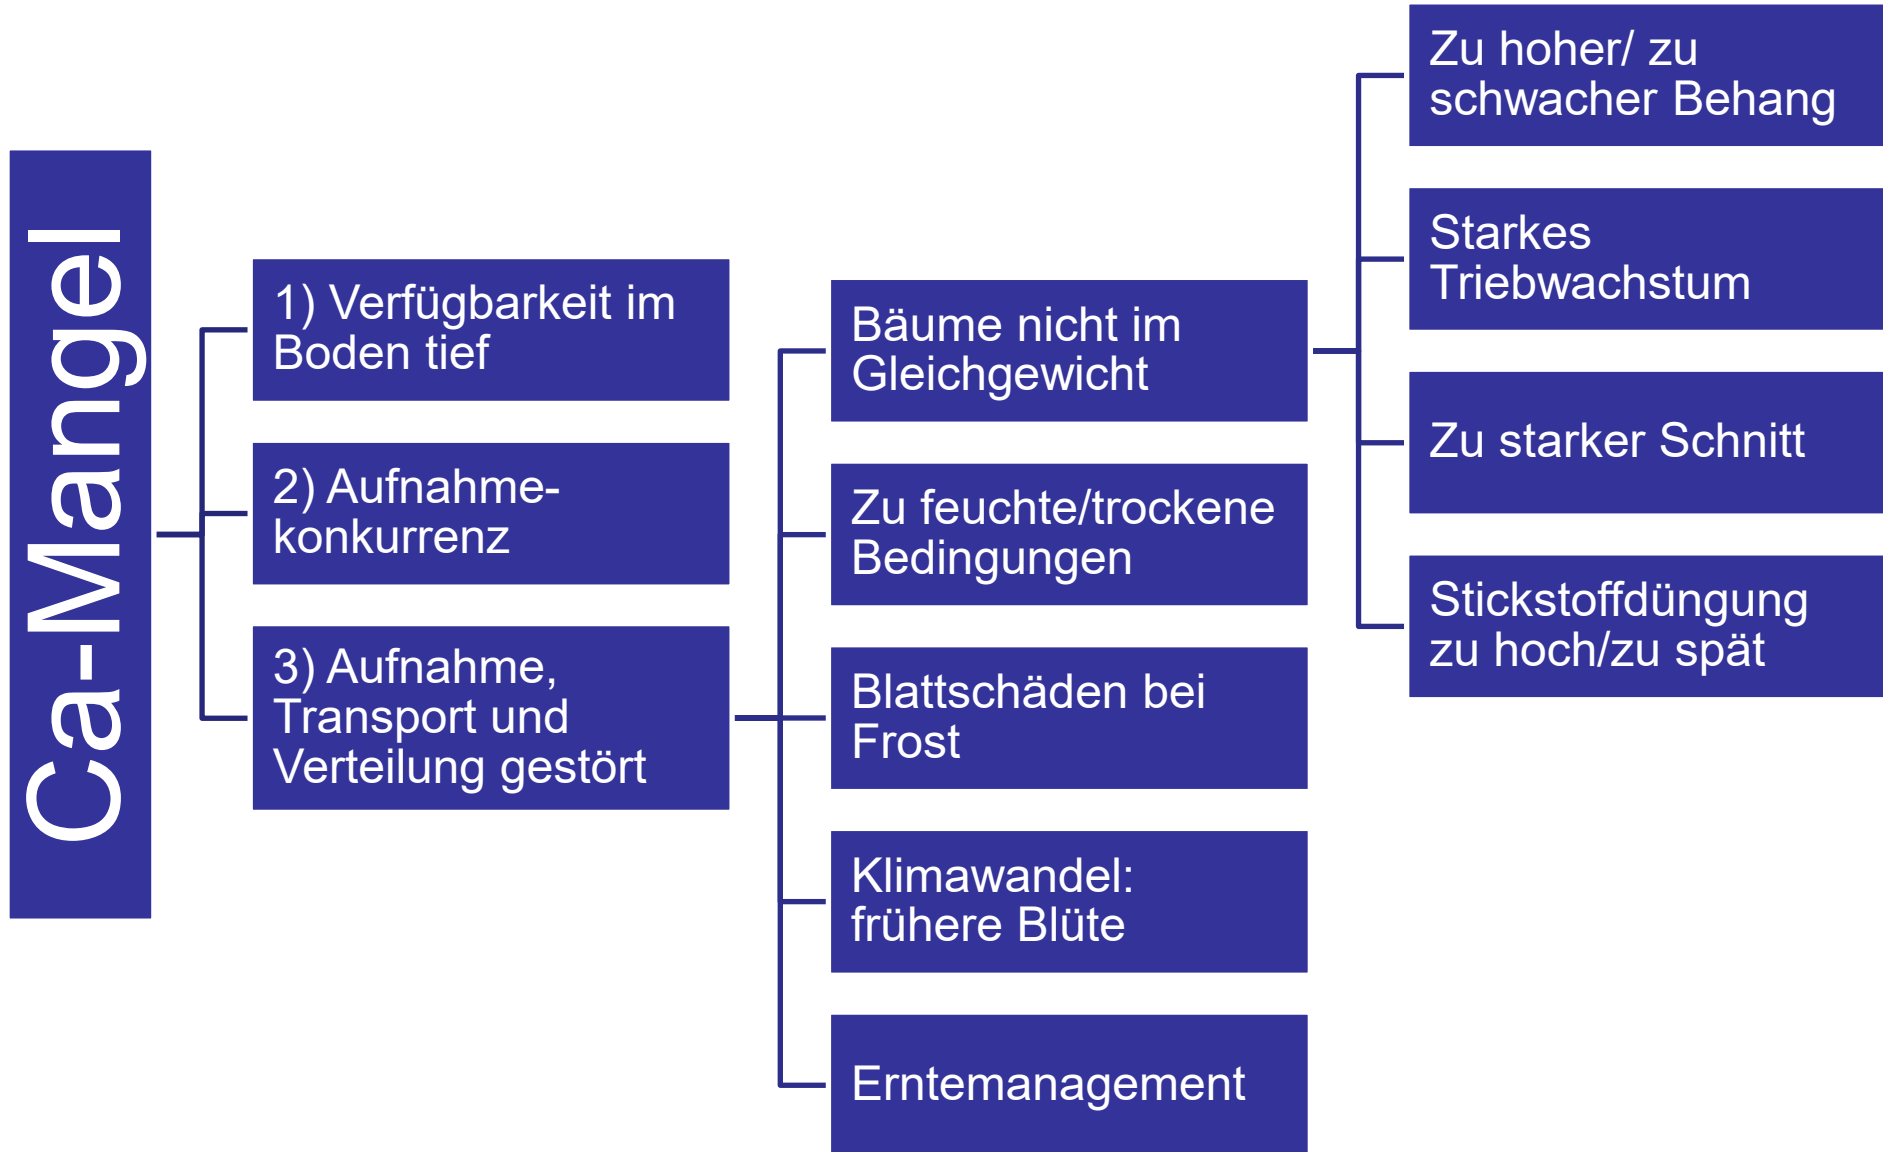 Ca-Mangel
1) Verfügbarkeit im
Boden tief
2) Aufnahme-
konkurrenz
3) Aufnahme,
Transport und
Verteilung gestört
Bäume nicht im
Gleichgewicht
Zu feuchte/trockene
Bedingungen
Blattschäden bei
Frost
Klimawandel:
frühere Blüte
Erntemanagement
Zu hoher/ zu
schwacher Behang
Starkes
Triebwachstum
Zu starker Schnitt
Stickstoffdüngung
zu hoch/zu spät